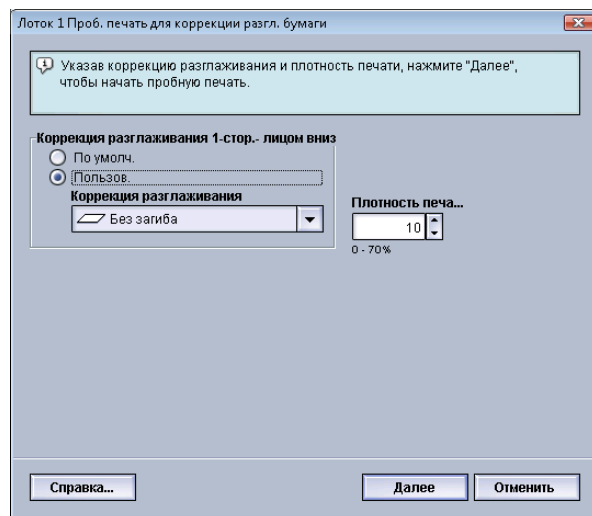 Лоток 1 Проб. печать для коррекции разгл. бумаги
Указав коррекцию разглаживания и плотность печати, нажмите "Далее",
чтобы начать пробную печать.
Коррекция разглаживания 1-стор.- лицом вниз
По умолч.
Пользов.
Коррекция разглаживания
Без загиба
Плотность печа...
10
0 - 70%
Справка...
Далее
Отменить